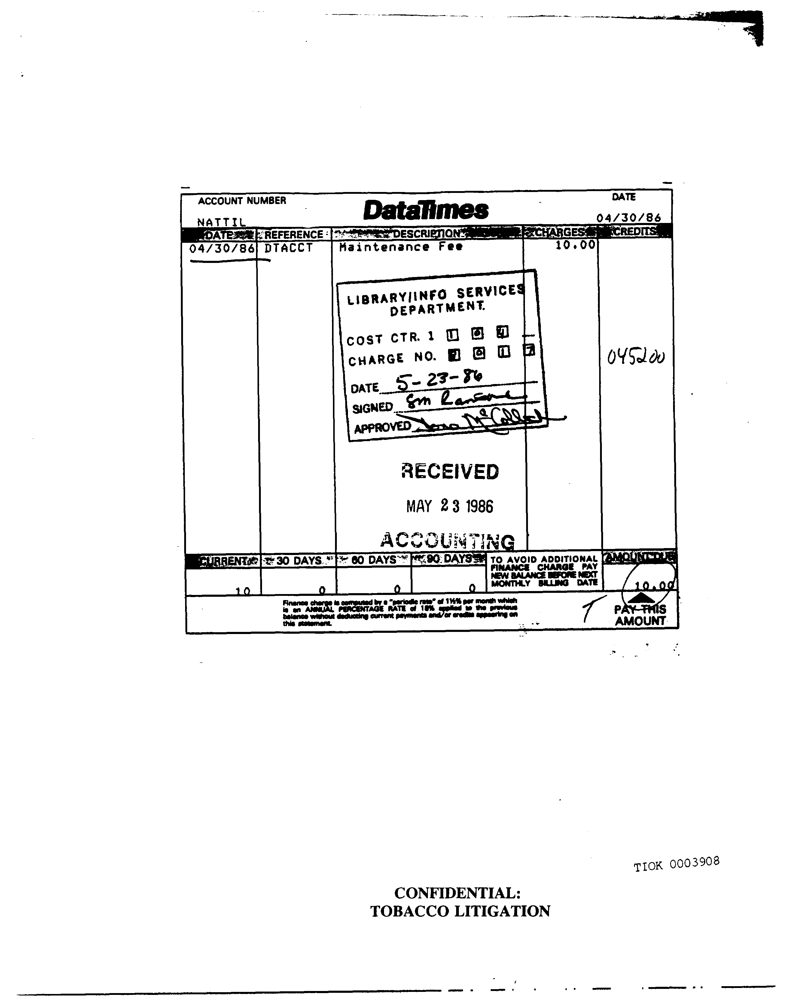 ACCOUNT NUMBER DataTimes DATE
NATTIL 04/30/86
DATE REFERENCE DESCRIPTION CHARGES CREDITS
04/30/86 DTACCT Maintenance Fee 10.00
LIBRARY/INFO SERVICES
DEPARTMENT.
COST CTR. 1 1 0 4
CHARGE NO. 0 1 7
045200
DATE 5-23-86
SIGNED
APPROVED
RECEIVED
MAY 23 1986
ACCOUNTING
CURRENT 30 DAYS 60 DAYS 90 DAYS TO AVOID ADDITIONAL AMOUNT DUE
FINANCE CHARGE PAY
NEW BALANCE BEFORE NEXT
MONTHLY BILLING DATE
10 0 0 0 10.00
Finance charge is computed by a "periodic rate" of 1½% per month which
is an ANNUAL PERCENTAGE RATE of 18% applied to the previous
balance without deducting current payments and/or credits appearing on
this statement.
T
PAY THIS
AMOUNT
TIOK 0003908
CONFIDENTIAL:
TOBACCO LITIGATION